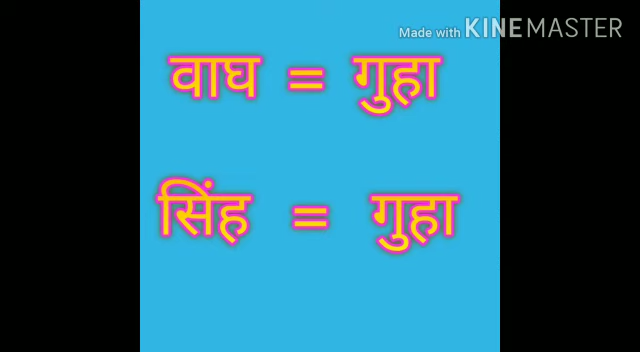 Made with KINEMASTER
वाघ = गुहा
सिंह = गुहा